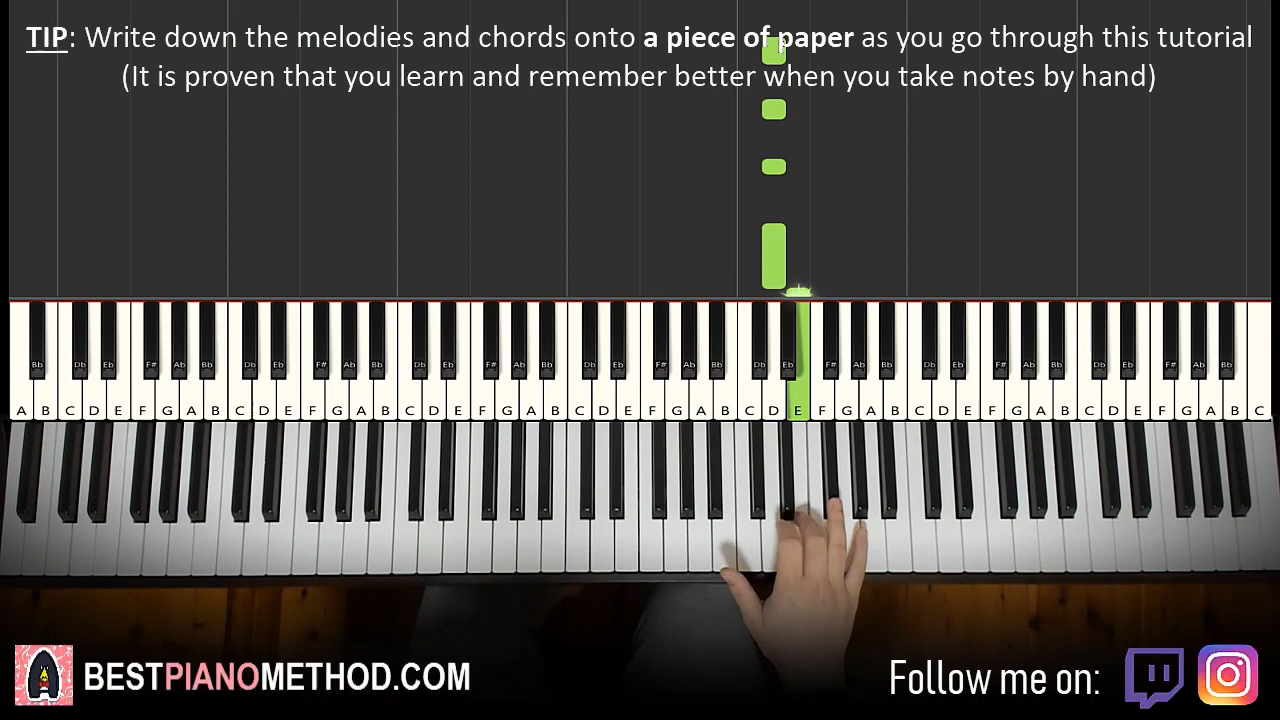 TIP: Write down the melodies and chords onto a piece of paper as you go through this tutorial
(It is proven that you learn and remember better when you take notes by hand)
Bb Db Eb F# Ab Bb Db Eb F# Ab Bb Db Eb F# Ab Bb Db Eb F# Ab Bb Db Eb F# Ab Bb Db Eb F# Ab Bb Db Eb F# Ab Bb
A B C D E F G A B C D E F G A B C D E F G A B C D E F G A B C D E F G A B C D E F G A B C D E F G A B C
BESTPIANOMETHOD.COM
Follow me on: